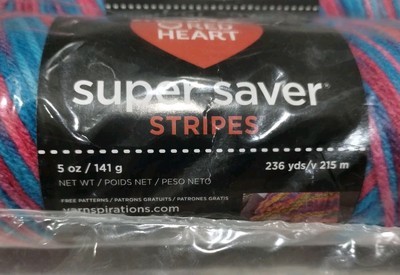 RED
HEART
super saver®
STRIPES
5 oz / 141 g
236 yds/v 215 m
NET WT / POIDS NET / PESO NETO
FREE PATTERNS / PATRONS GRATUITS / PATRONES GRATIS
yarnspirations.com